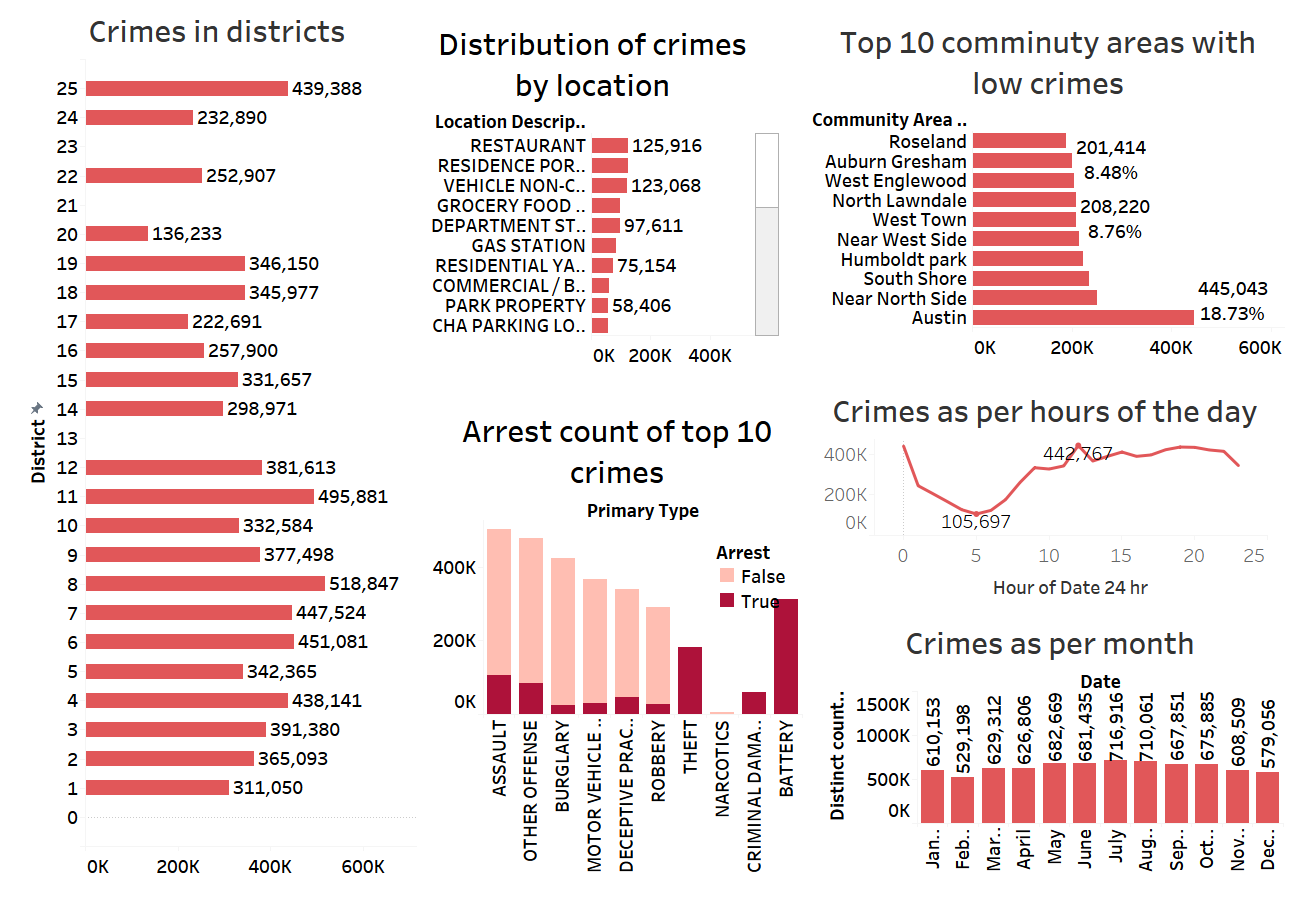 Crimes in districts
25 439,388
24 232,890
23
22 252,907
21
20 136,233
19 346,150
18 345,977
17 222,691
16 257,900
15 331,657
14 298,971
13
12 381,613
11 495,881
10 332,584
9 377,498
8 518,847
7 447,524
6 451,081
5 342,365
4 438,141
3 391,380
2 365,093
1 311,050
0
District
0K 200K 400K 600K
Distribution of crimes
by location
Location Descrip..
RESTAURANT 125,916
RESIDENCE POR..
VEHICLE NON-C.. 123,068
GROCERY FOOD ..
DEPARTMENT ST.. 97,611
GAS STATION
RESIDENTIAL YA.. 75,154
COMMERCIAL / B..
PARK PROPERTY 58,406
CHA PARKING LO..
0K 200K 400K
Arrest count of top 10
crimes
Primary Type
Arrest
False
True
400K
200K
0K
ASSAULT
OTHER OFFENSE
BURGLARY
MOTOR VEHICLE ..
DECEPTIVE PRAC..
ROBBERY
THEFT
NARCOTICS
CRIMINAL DAMA..
BATTERY
Top 10 comminuty areas with
low crimes
Community Area ..
Roseland
201,414
Auburn Gresham
8.48%
West Englewood
North Lawndale
208,220
West Town
8.76%
Near West Side
Humboldt park
South Shore
445,043
Near North Side
18.73%
Austin
0K 200K 400K 600K
Crimes as per hours of the day
400K
200K
0K
442,767
105,697
0 5 10 15 20 25
Hour of Date 24 hr
Crimes as per month
Date
Distinct count..
1500K
1000K
500K
0K
610,153
529,198
629,312
626,806
682,669
681,435
716,916
710,061
667,851
675,885
608,509
579,056
Jan..
Feb..
Mar..
April
May
June
July
Aug..
Sep..
Oct..
Nov..
Dec..